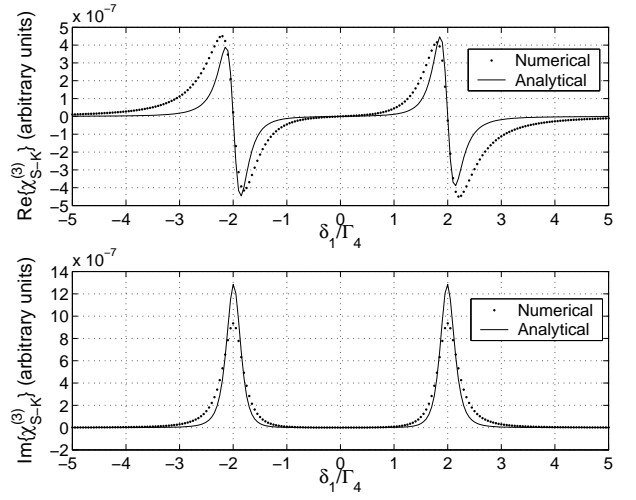 x 10⁻⁷
5
4
3
2
1
0
−1
−2
−3
−4
−5
Re{χ⁽³⁾S−K} (arbitrary units)
Numerical
Analytical
−5 −4 −3 −2 −1 0 1 2 3 4 5
δ₁/Γ₄
x 10⁻⁷
14
12
10
8
6
4
2
0
−2
Im{χ⁽³⁾S−K} (arbitrary units)
Numerical
Analytical
−5 −4 −3 −2 −1 0 1 2 3 4 5
δ₁/Γ₄